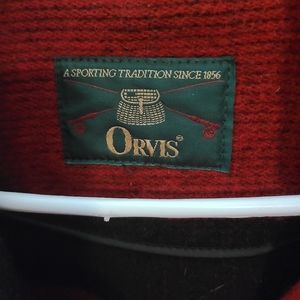 A SPORTING TRADITION SINCE 1856
ORVIS®